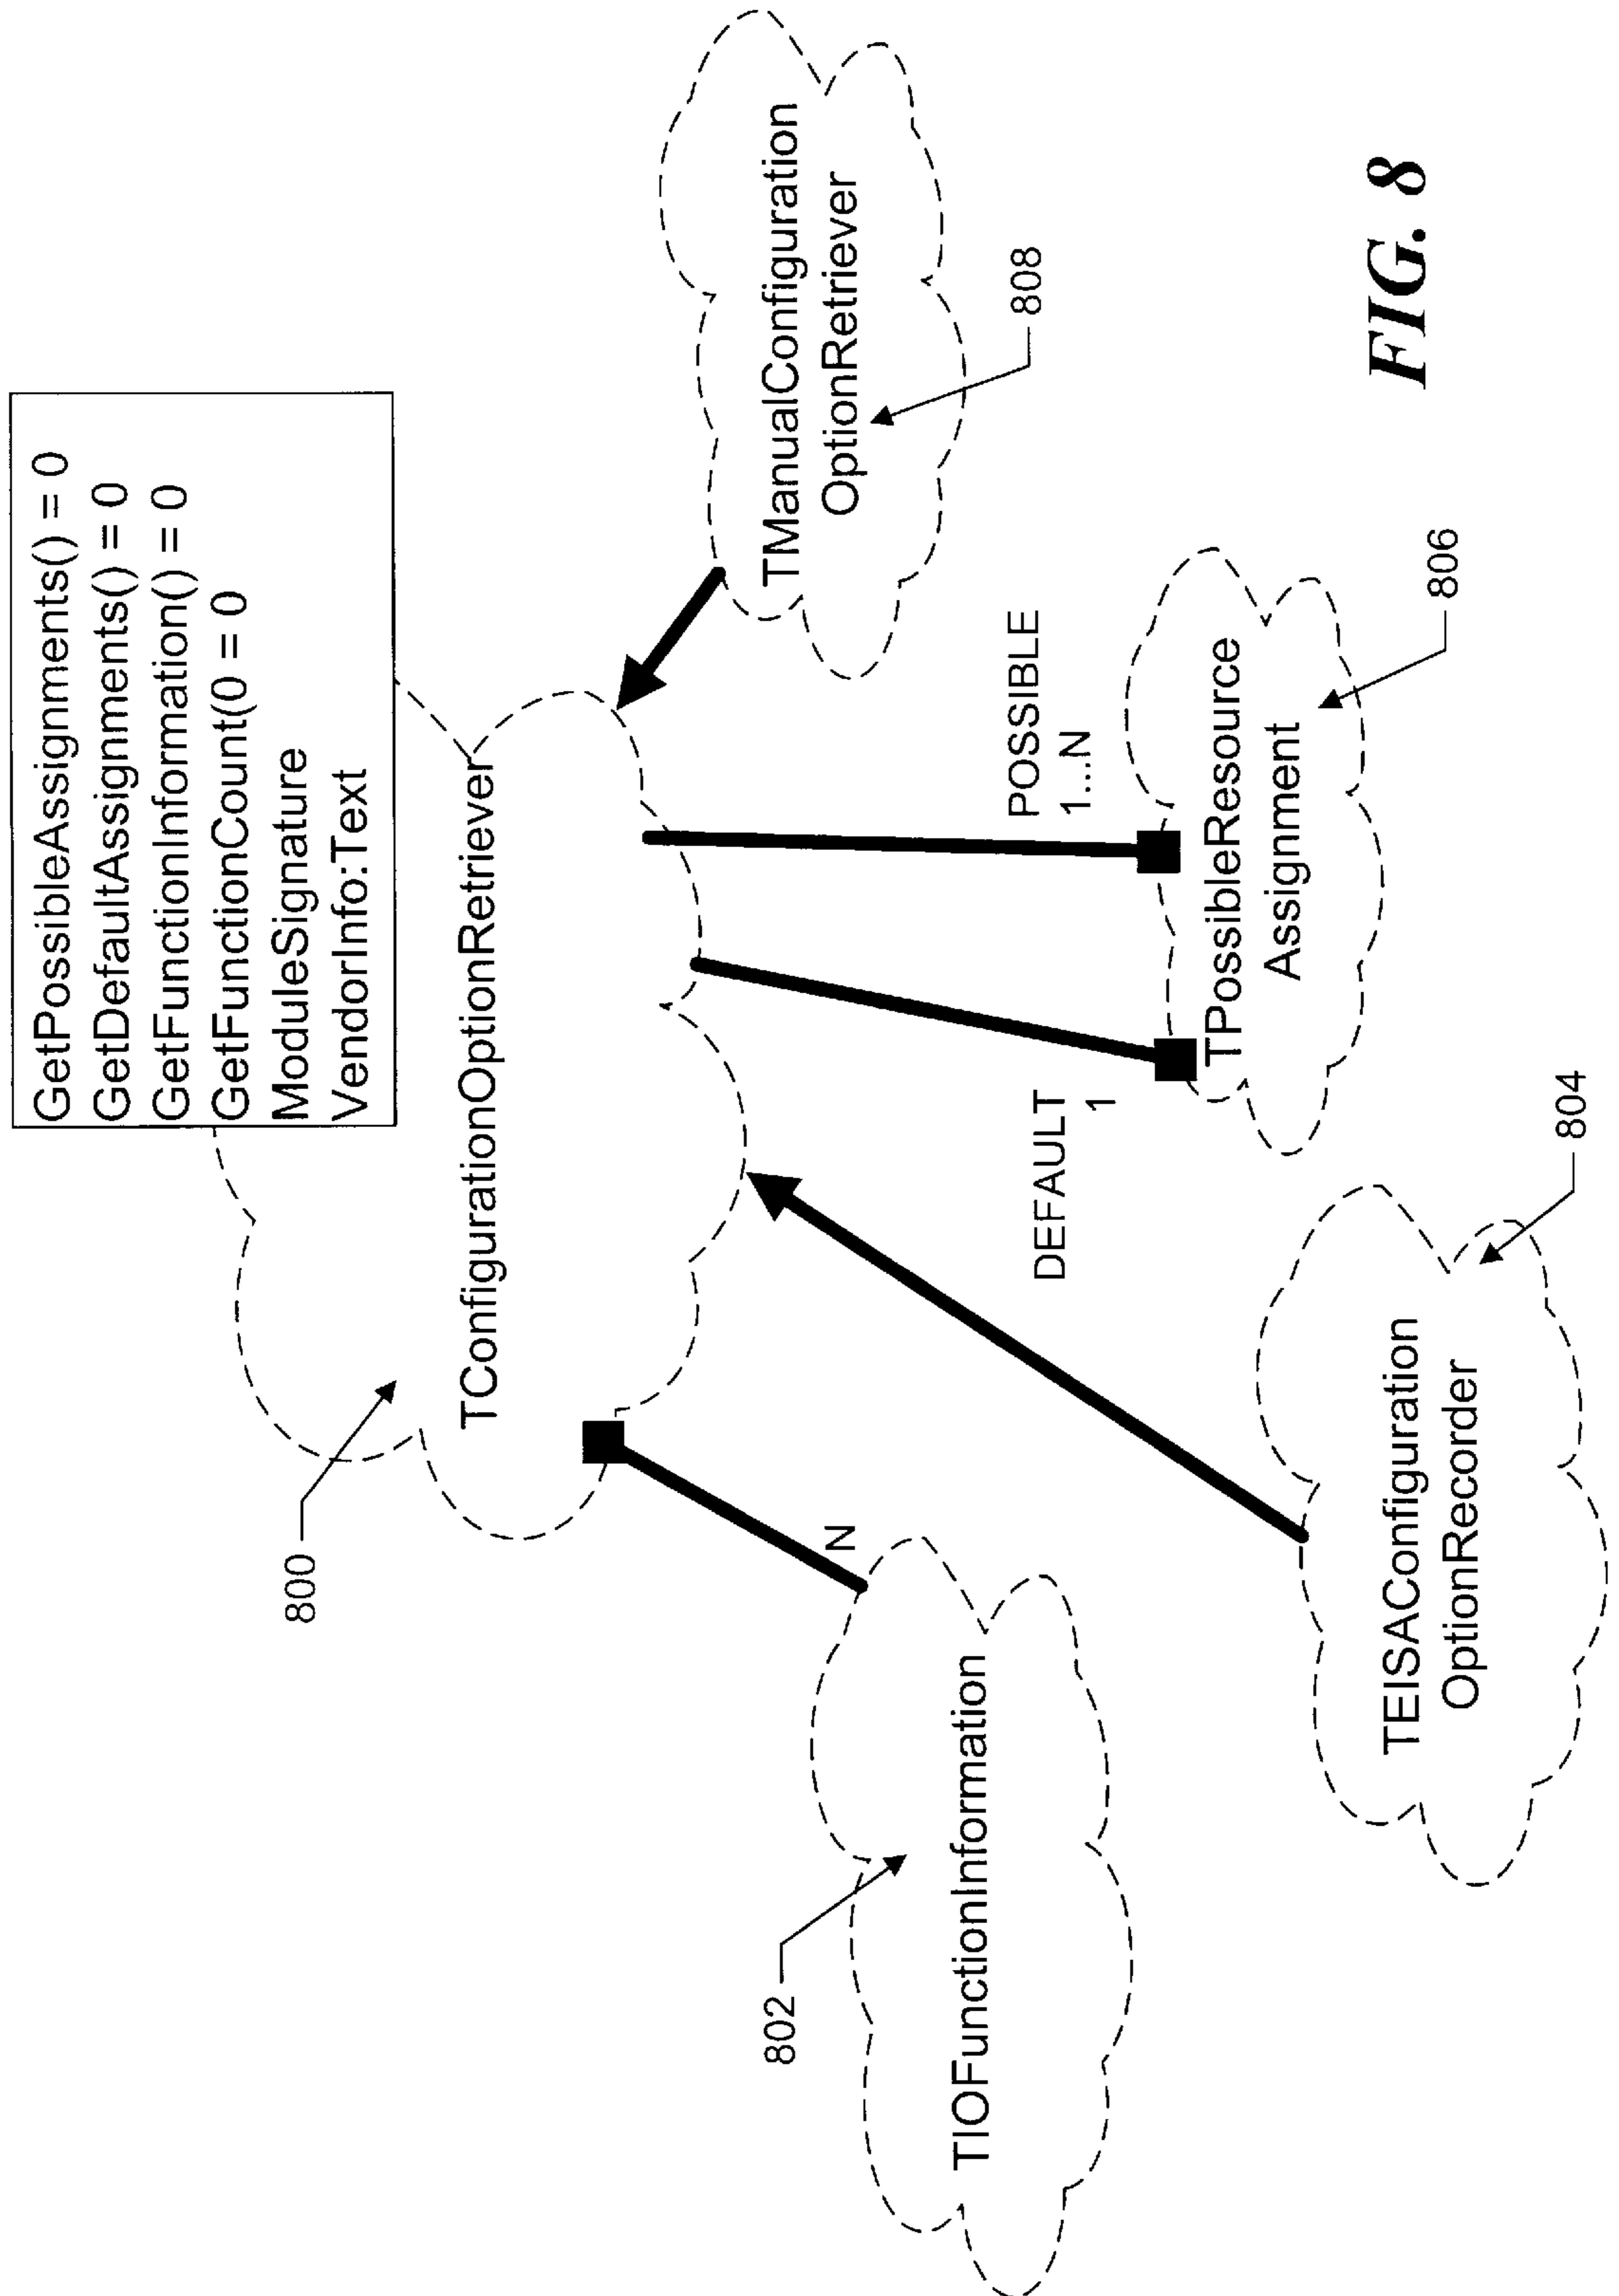 GetPossibleAssignments() = 0
GetDefaultAssignments() = 0
GetFunctionInformation() = 0
GetFunctionCount(0 = 0
ModuleSignature
VendorInfo:Text
800
TConfigurationOptionRetriever
802
TIOFunctionInformation
N
TManualConfiguration
OptionRetriever
808
DEFAULT
1
POSSIBLE
1...N
TPossibleResource
Assignment
806
TEISAConfiguration
OptionRecorder
804
FIG. 8